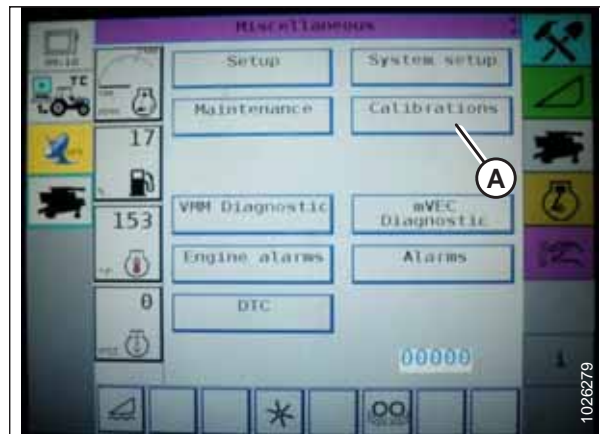 Miscellaneous
TC
Setup
System setup
Maintenance
Calibrations
17
A
VMM Diagnostic
mVEC
Diagnostic
153
Engine alarms
Alarms
0
DTC
00000
i
1026279